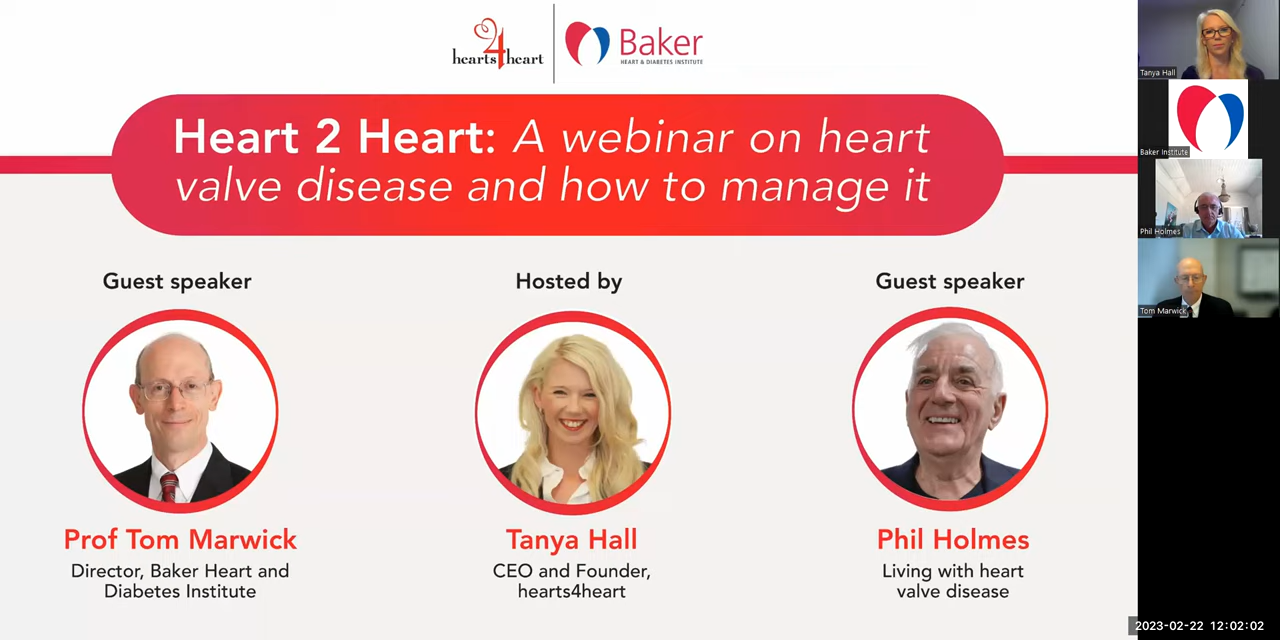 hearts4heart
Baker
HEART & DIABETES INSTITUTE
Heart 2 Heart: A webinar on heart
valve disease and how to manage it
Guest speaker
Prof Tom Marwick
Director, Baker Heart and
Diabetes Institute
Hosted by
Tanya Hall
CEO and Founder,
hearts4heart
Guest speaker
Phil Holmes
Living with heart
valve disease
Tanya Hall
Baker Institute
Phil Holmes
Tom Marwick
2023-02-22 12:02:02